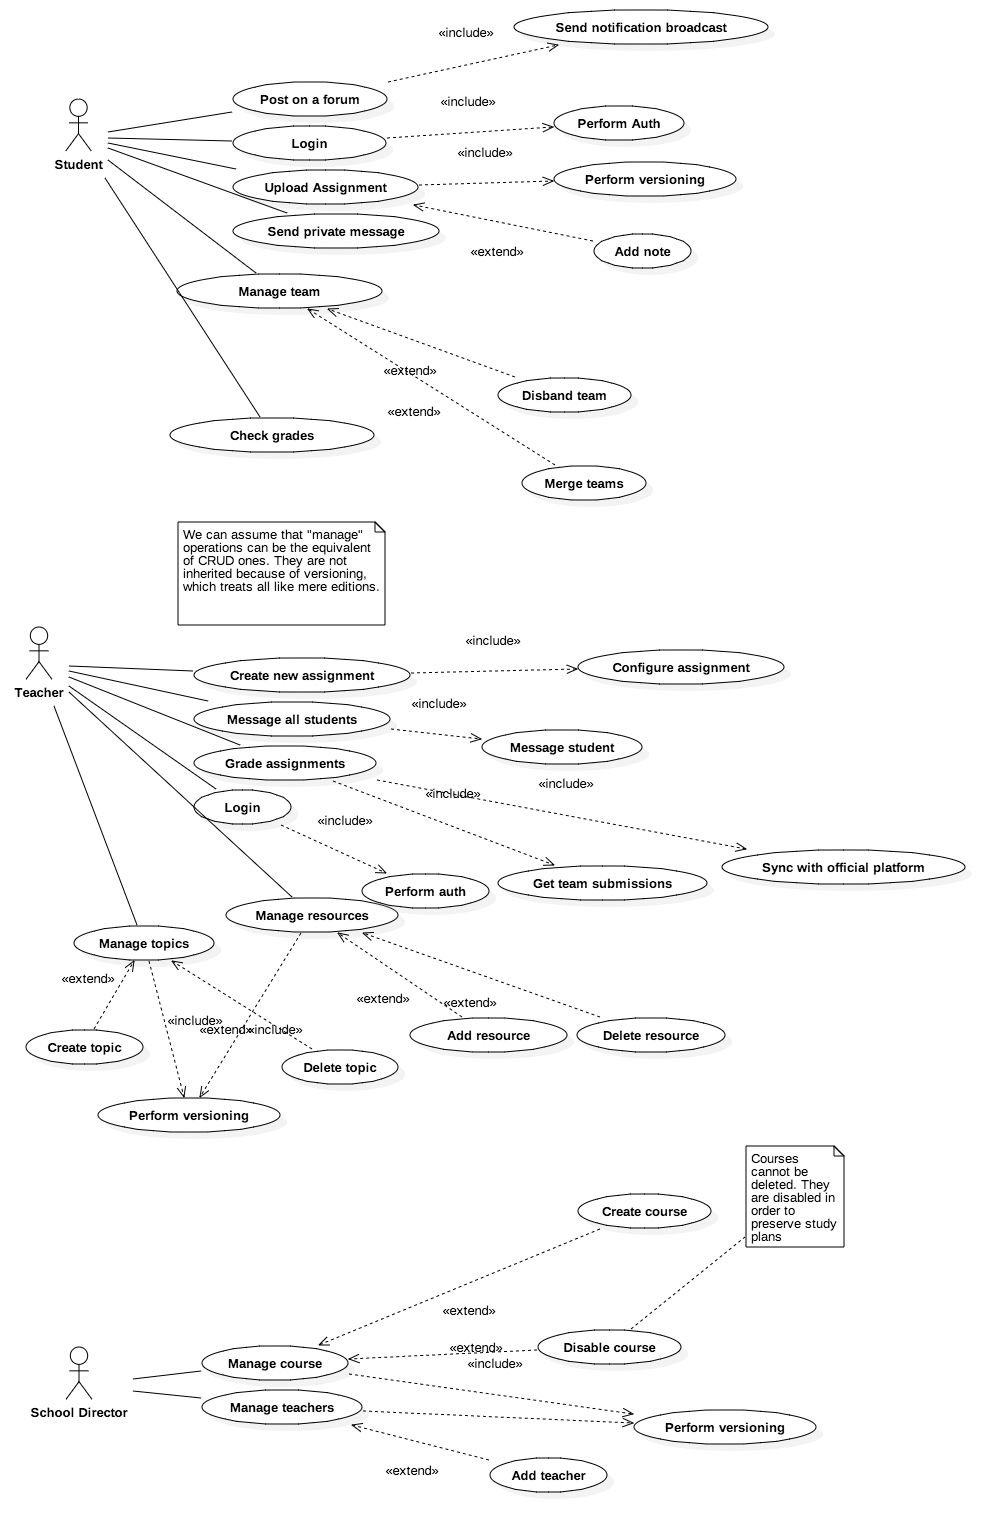 Send notification broadcast
«include»
Post on a forum
«include»
Perform Auth
Login
Student
«include»
Perform versioning
Upload Assignment
Send private message
«extend»
Add note
Manage team
«extend»
Disband team
«extend»
Check grades
Merge teams
We can assume that "manage"
operations can be the equivalent
of CRUD ones. They are not
inherited because of versioning,
which treats all like mere editions.
«include»
Teacher
Create new assignment
Configure assignment
«include»
Message all students
Message student
Grade assignments
«include»
«include»
Login
«include»
Sync with official platform
Get team submissions
Perform auth
Manage resources
Manage topics
«extend»
«extend»
«extend»
«include»
«extend»
«include»
Add resource
Delete resource
Create topic
Delete topic
Perform versioning
Courses
cannot be
deleted. They
are disabled in
order to
preserve study
plans
Create course
«extend»
«extend»
Disable course
Manage course
«include»
School Director
Manage teachers
Perform versioning
«extend»
Add teacher